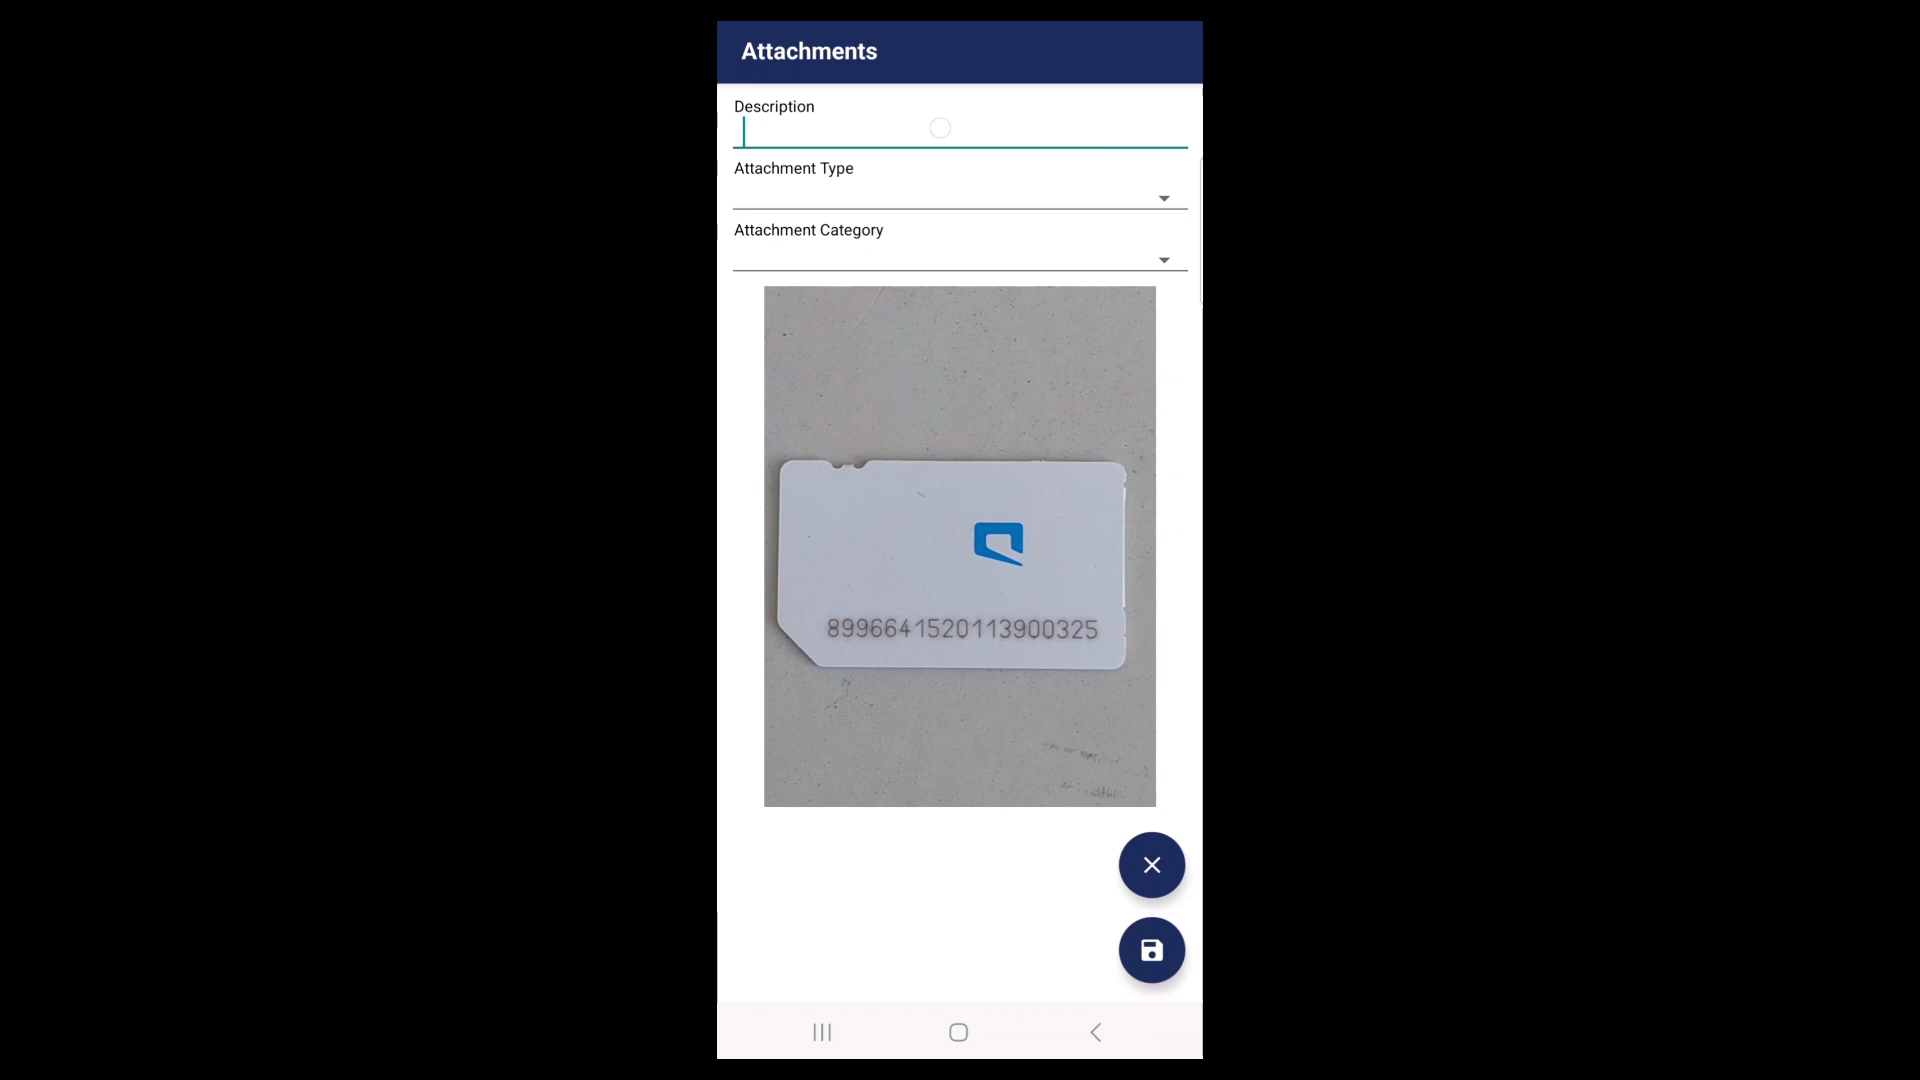 Attachments
Description
Attachment Type
Attachment Category
8996641520113900325